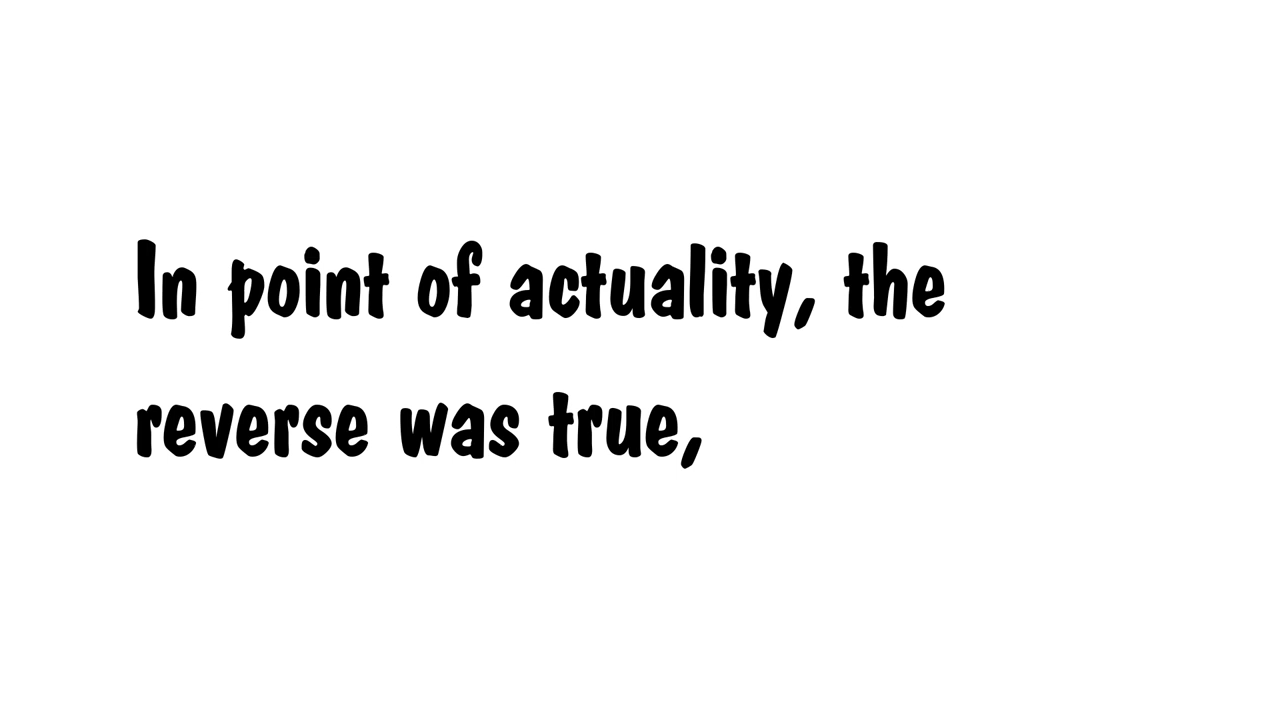 In point of actuality, the
reverse was true,